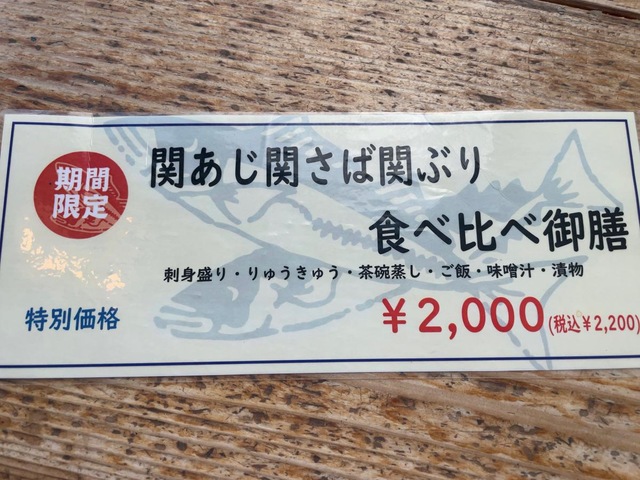 期間
限定
関あじ関さば関ぶり
食べ比べ御膳
刺身盛り・りゅうきゅう・茶碗蒸し・ご飯・味噌汁・漬物
特別価格
¥2,000(税込¥2,200)